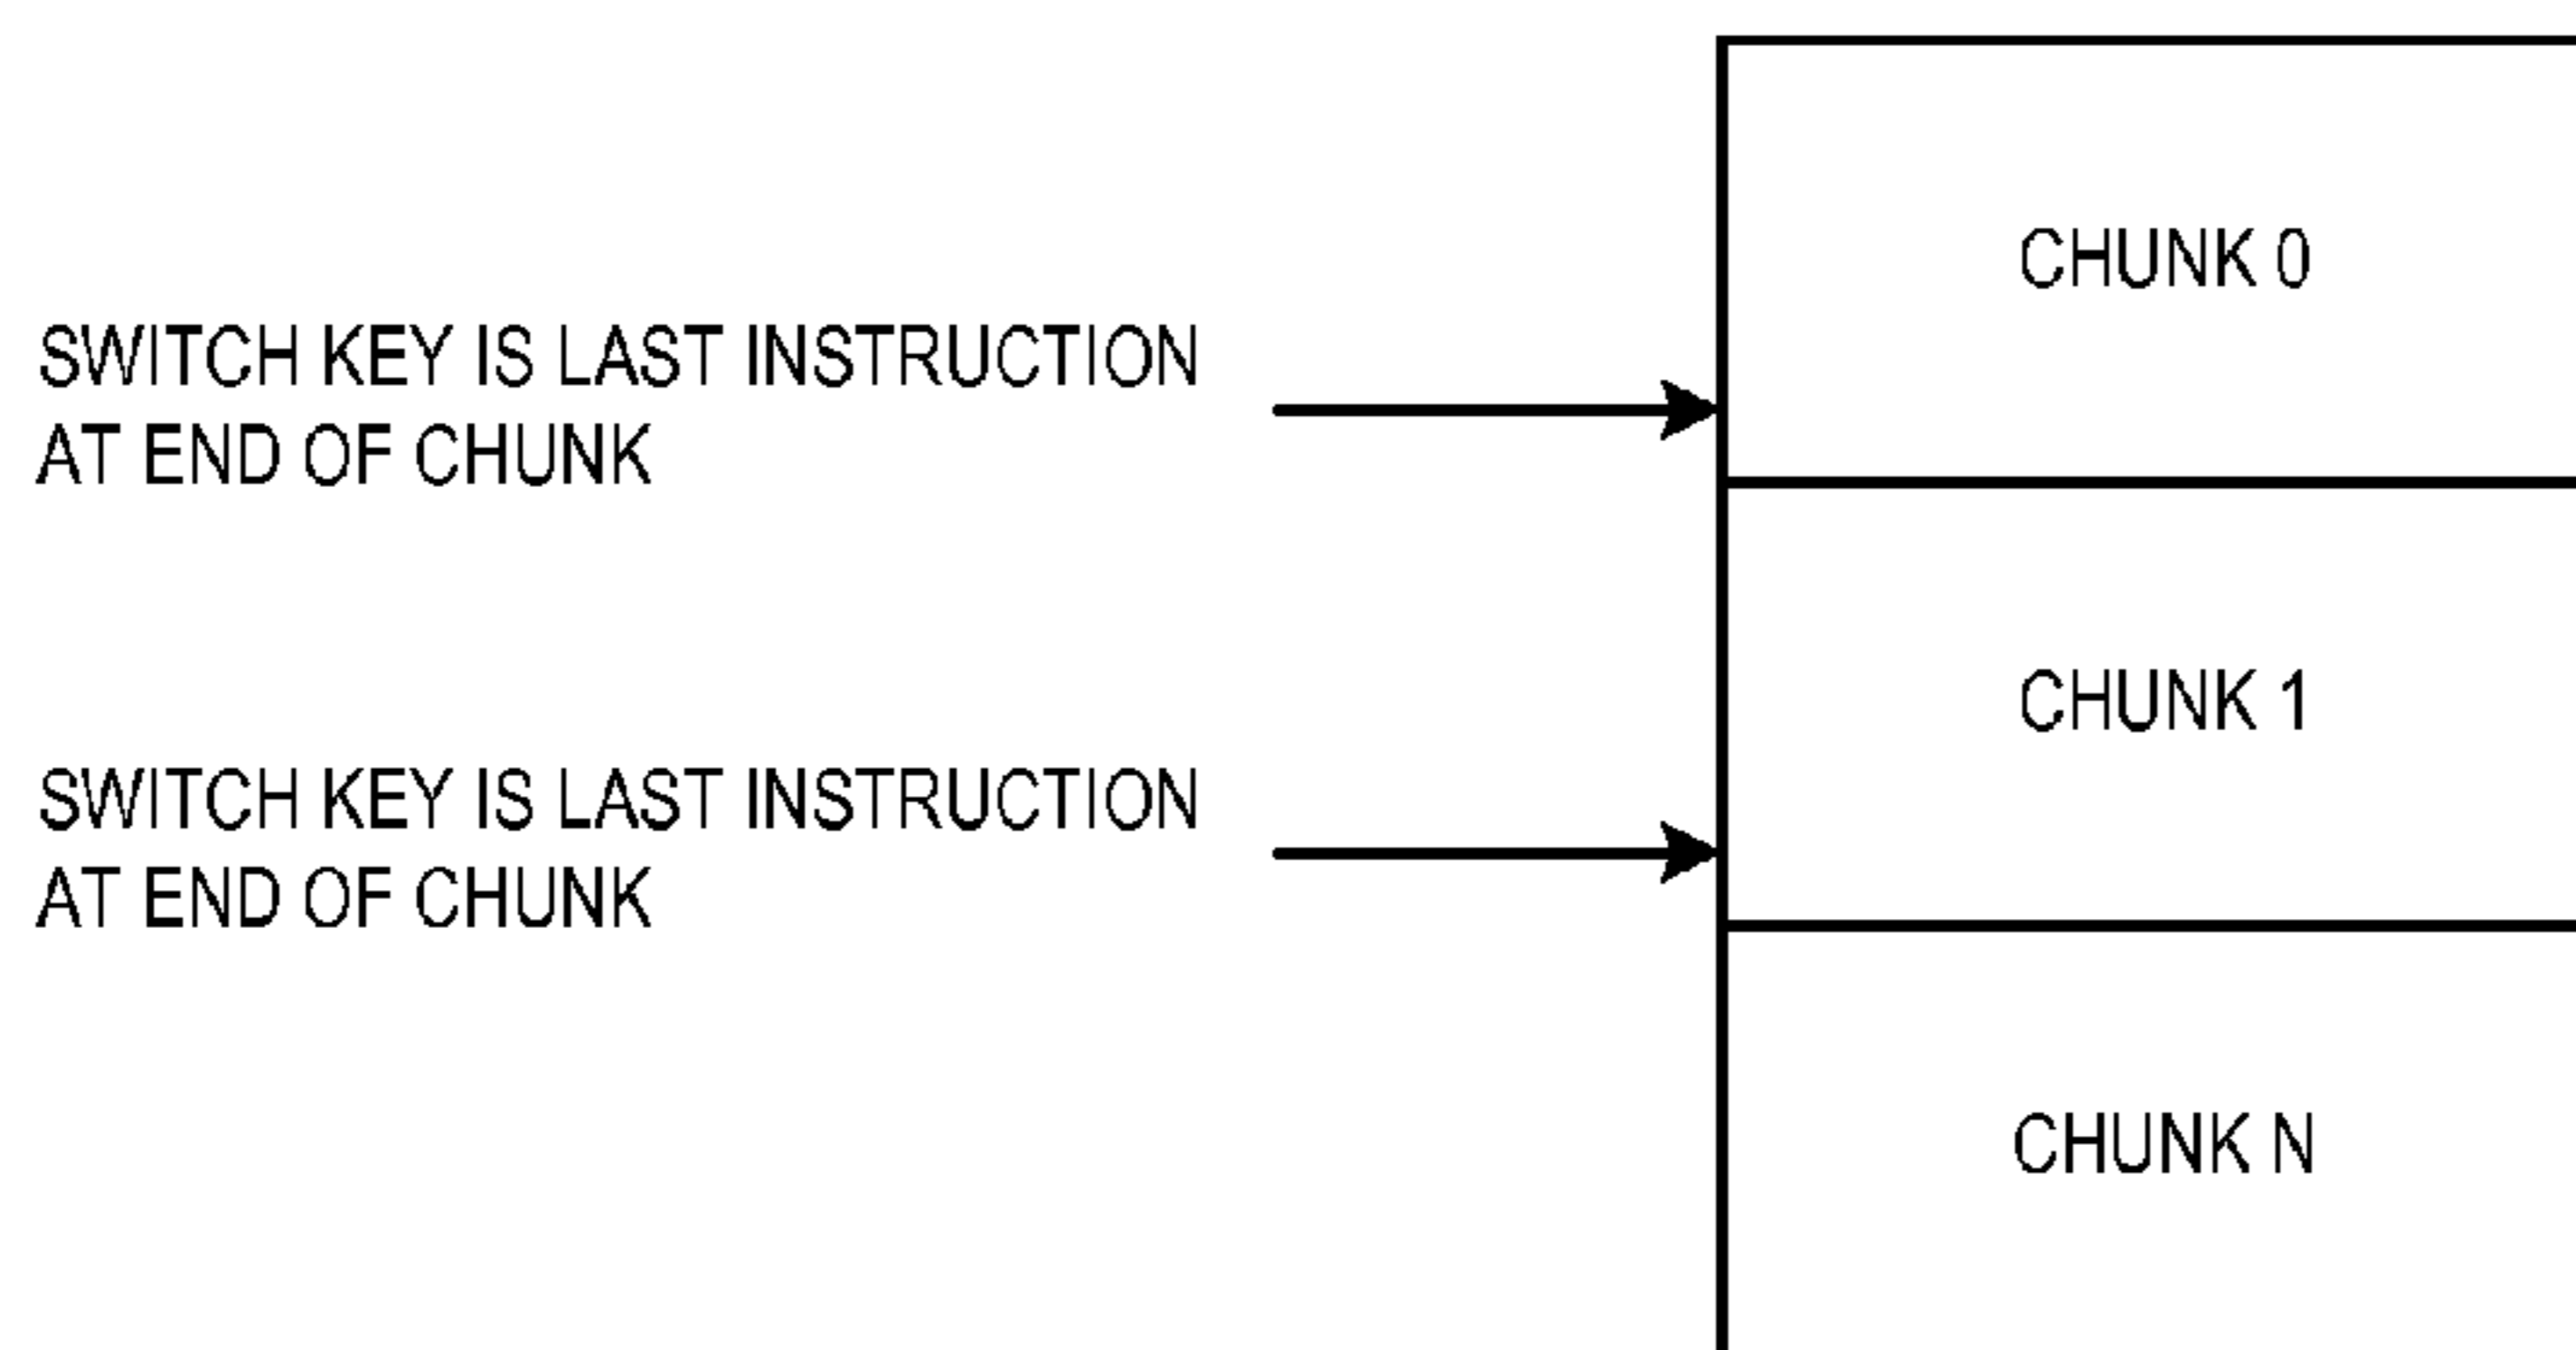 CHUNK 0
SWITCH KEY IS LAST INSTRUCTION
AT END OF CHUNK
CHUNK 1
SWITCH KEY IS LAST INSTRUCTION
AT END OF CHUNK
CHUNK N